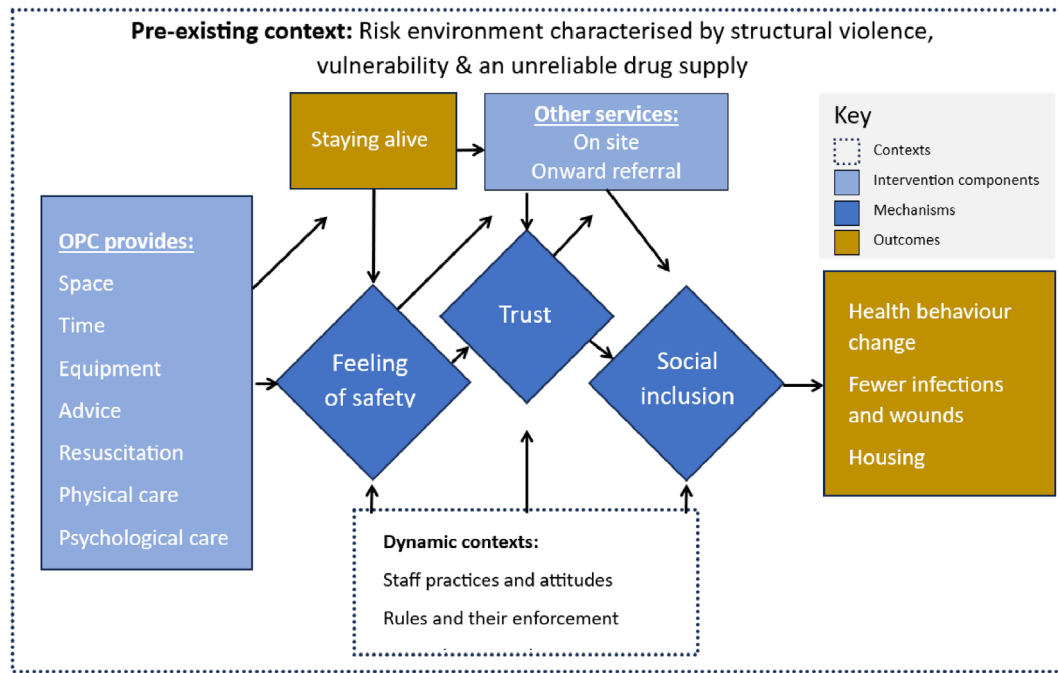 Pre-existing context: Risk environment characterised by structural violence,
vulnerability & an unreliable drug supply
Staying alive
Other services:
On site
Onward referral
Key
Contexts
Intervention components
Mechanisms
Outcomes
OPC provides:
Space
Time
Equipment
Advice
Resuscitation
Physical care
Psychological care
Feeling
of safety
Trust
Social
inclusion
Health behaviour
change
Fewer infections
and wounds
Housing
Dynamic contexts:
Staff practices and attitudes
Rules and their enforcement